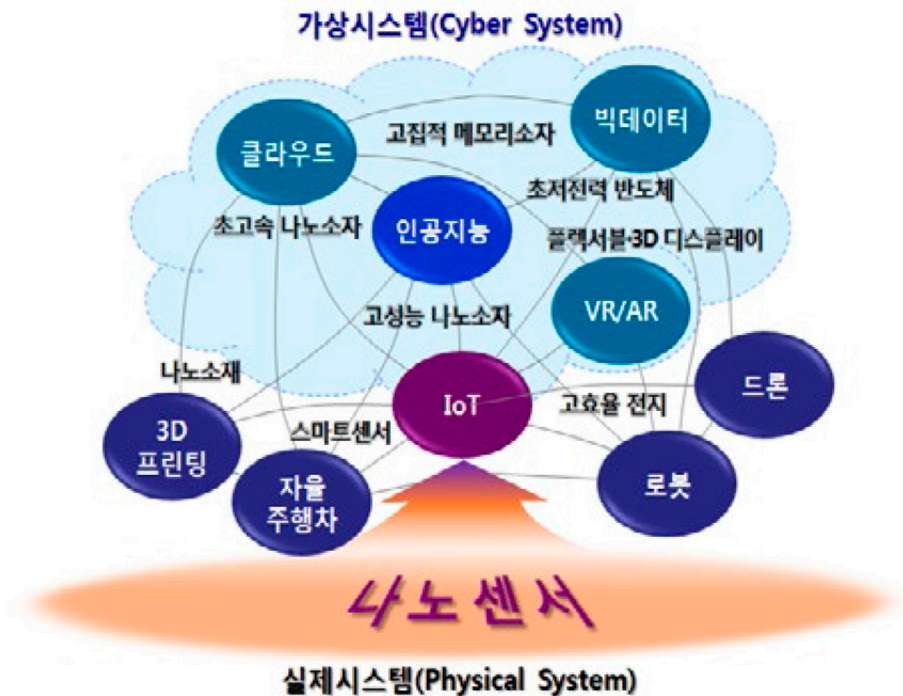 가상시스템(Cyber System)
빅데이터
고집적 메모리소자
클라우드
초저전력 반도체
초고속 나노소자
인공지능
플렉서블·3D 디스플레이
고성능 나노소자
VR/AR
나노소재
드론
IoT
고효율 전지
3D
프린팅
스마트센서
자율
주행차
로봇
나노센서
실제시스템(Physical System)